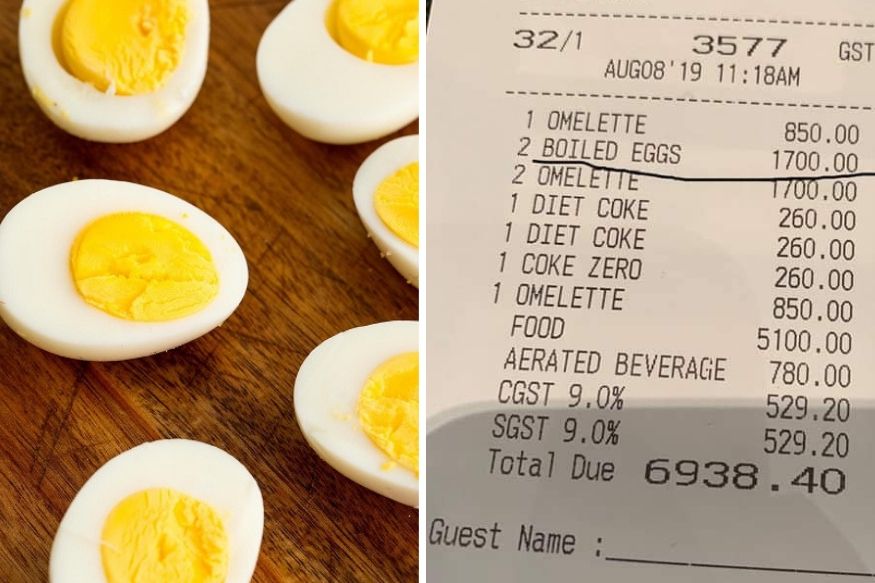 32/1 3577 GST
AUG08'19 11:18AM
1 OMELETTE 850.00
2 BOILED EGGS 1700.00
2 OMELETTE 1700.00
1 DIET COKE 260.00
1 DIET COKE 260.00
1 COKE ZERO 260.00
1 OMELETTE 850.00
FOOD 5100.00
AERATED BEVERAGE 780.00
CGST 9.0% 529.20
SGST 9.0% 529.20
Total Due 6938.40
Guest Name :